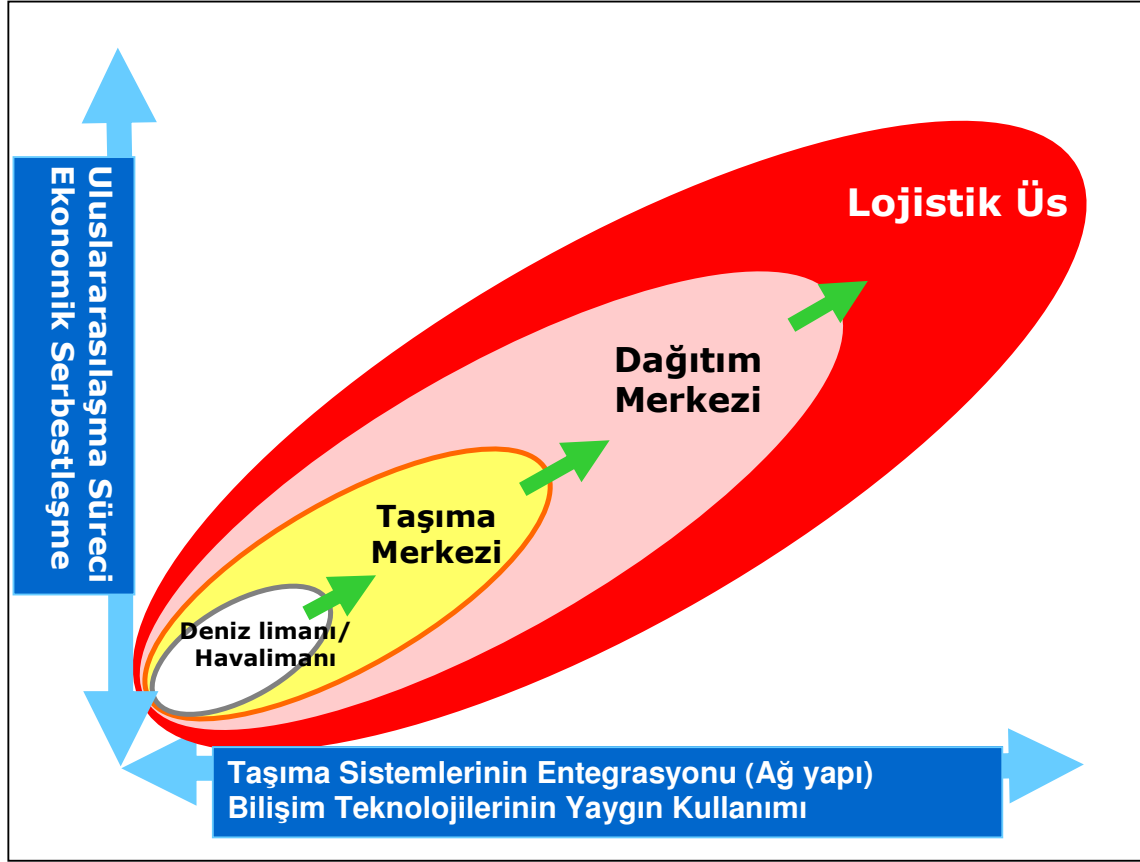 Uluslararasılaşma Süreci
Ekonomik Serbestleşme
Lojistik Üs
Dağıtım
Merkezi
Taşıma
Merkezi
Deniz limanı/
Havalimanı
Taşıma Sistemlerinin Entegrasyonu (Ağ yapı)
Bilişim Teknolojilerinin Yaygın Kullanımı